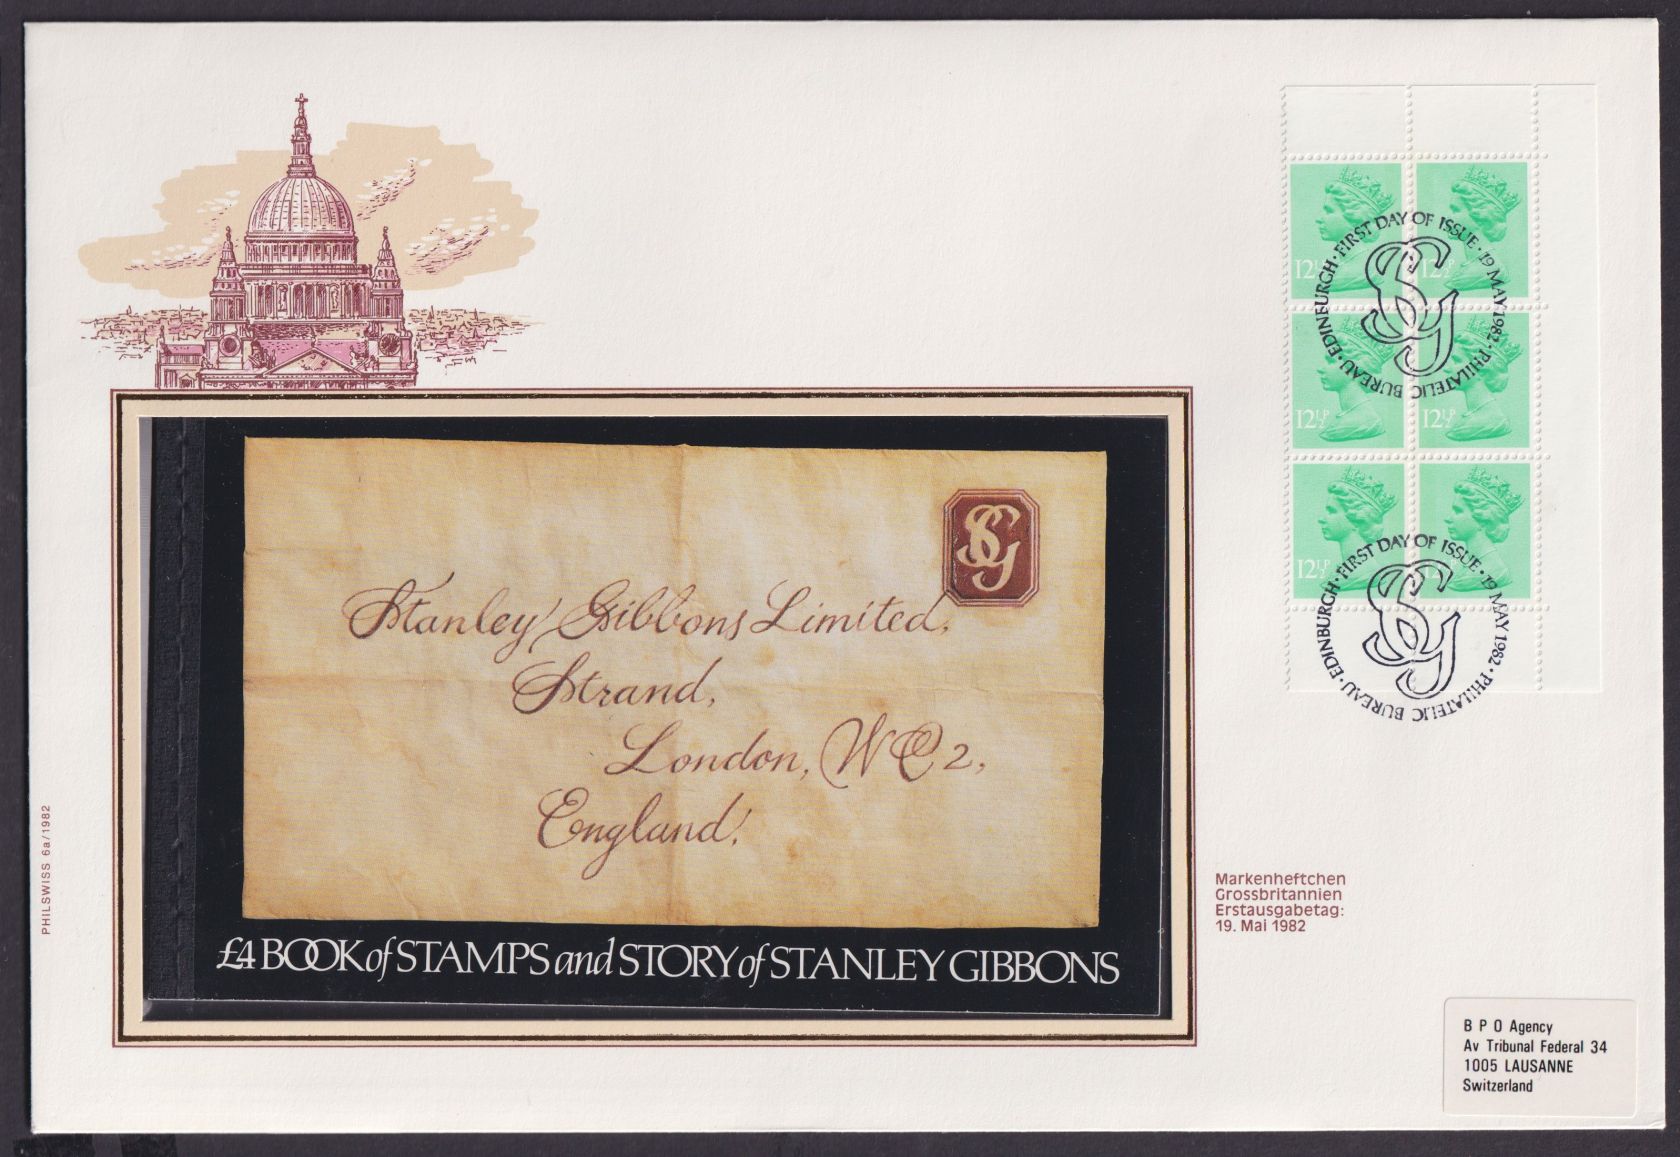 12½P
12½P
12½P
12½P
12½P
12½P
EDINBURGH · FIRST DAY OF ISSUE · 19 MAY 1982 · PHILATELIC BUREAU ·
SG
EDINBURGH · FIRST DAY OF ISSUE · 19 MAY 1982 · PHILATELIC BUREAU ·
SG
SG
Stanley Gibbons Limited,
Strand,
London, WC2,
England.
£4 BOOK of STAMPS and STORY of STANLEY GIBBONS
PHILSWISS 6a/1982
Markenheftchen
Grossbritannien
Erstausgabetag:
19. Mai 1982
B P O Agency
Av Tribunal Federal 34
1005 LAUSANNE
Switzerland